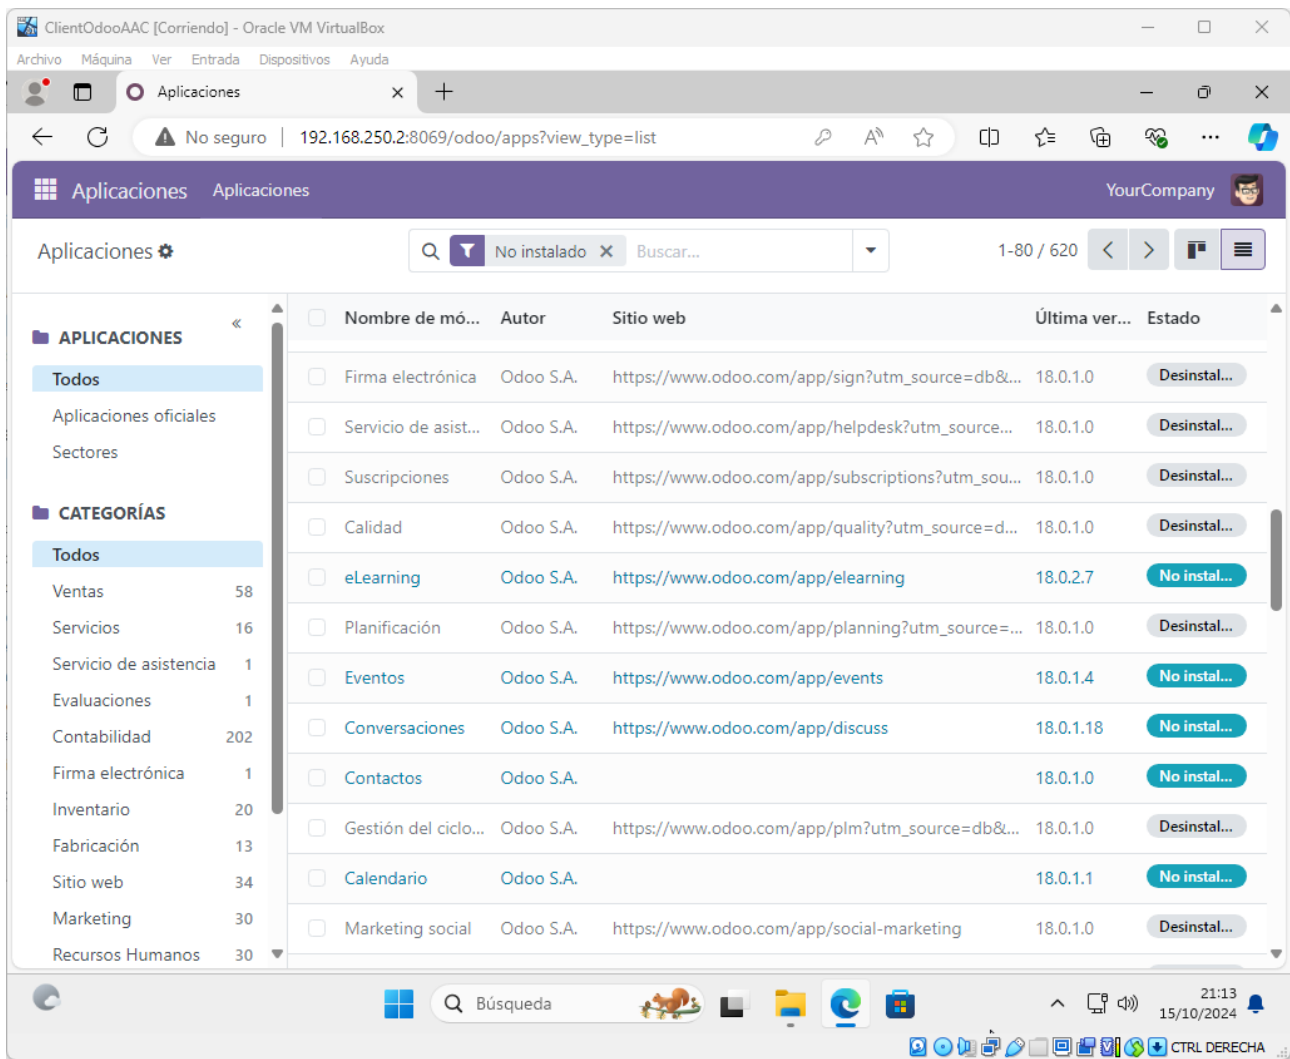 ClientOdooAAC [Corriendo] - Oracle VM VirtualBox
Archivo Máquina Ver Entrada Dispositivos Ayuda
Aplicaciones
No seguro 192.168.250.2:8069/odoo/apps?view_type=list
Aplicaciones Aplicaciones YourCompany
Aplicaciones No instalado Buscar... 1-80 / 620
APLICACIONES
Todos
Aplicaciones oficiales
Sectores
CATEGORÍAS
Todos
Ventas 58
Servicios 16
Servicio de asistencia 1
Evaluaciones 1
Contabilidad 202
Firma electrónica 1
Inventario 20
Fabricación 13
Sitio web 34
Marketing 30
Recursos Humanos 30
Nombre de mó... Autor Sitio web Última ver... Estado
Firma electrónica Odoo S.A. https://www.odoo.com/app/sign?utm_source=db&... 18.0.1.0 Desinstal...
Servicio de asist... Odoo S.A. https://www.odoo.com/app/helpdesk?utm_source... 18.0.1.0 Desinstal...
Suscripciones Odoo S.A. https://www.odoo.com/app/subscriptions?utm_sou... 18.0.1.0 Desinstal...
Calidad Odoo S.A. https://www.odoo.com/app/quality?utm_source=d... 18.0.1.0 Desinstal...
eLearning Odoo S.A. https://www.odoo.com/app/elearning 18.0.2.7 No instal...
Planificación Odoo S.A. https://www.odoo.com/app/planning?utm_source=... 18.0.1.0 Desinstal...
Eventos Odoo S.A. https://www.odoo.com/app/events 18.0.1.4 No instal...
Conversaciones Odoo S.A. https://www.odoo.com/app/discuss 18.0.1.18 No instal...
Contactos Odoo S.A. 18.0.1.0 No instal...
Gestión del ciclo... Odoo S.A. https://www.odoo.com/app/plm?utm_source=db&... 18.0.1.0 Desinstal...
Calendario Odoo S.A. 18.0.1.1 No instal...
Marketing social Odoo S.A. https://www.odoo.com/app/social-marketing 18.0.1.0 Desinstal...
Búsqueda
21:13
15/10/2024
CTRL DERECHA